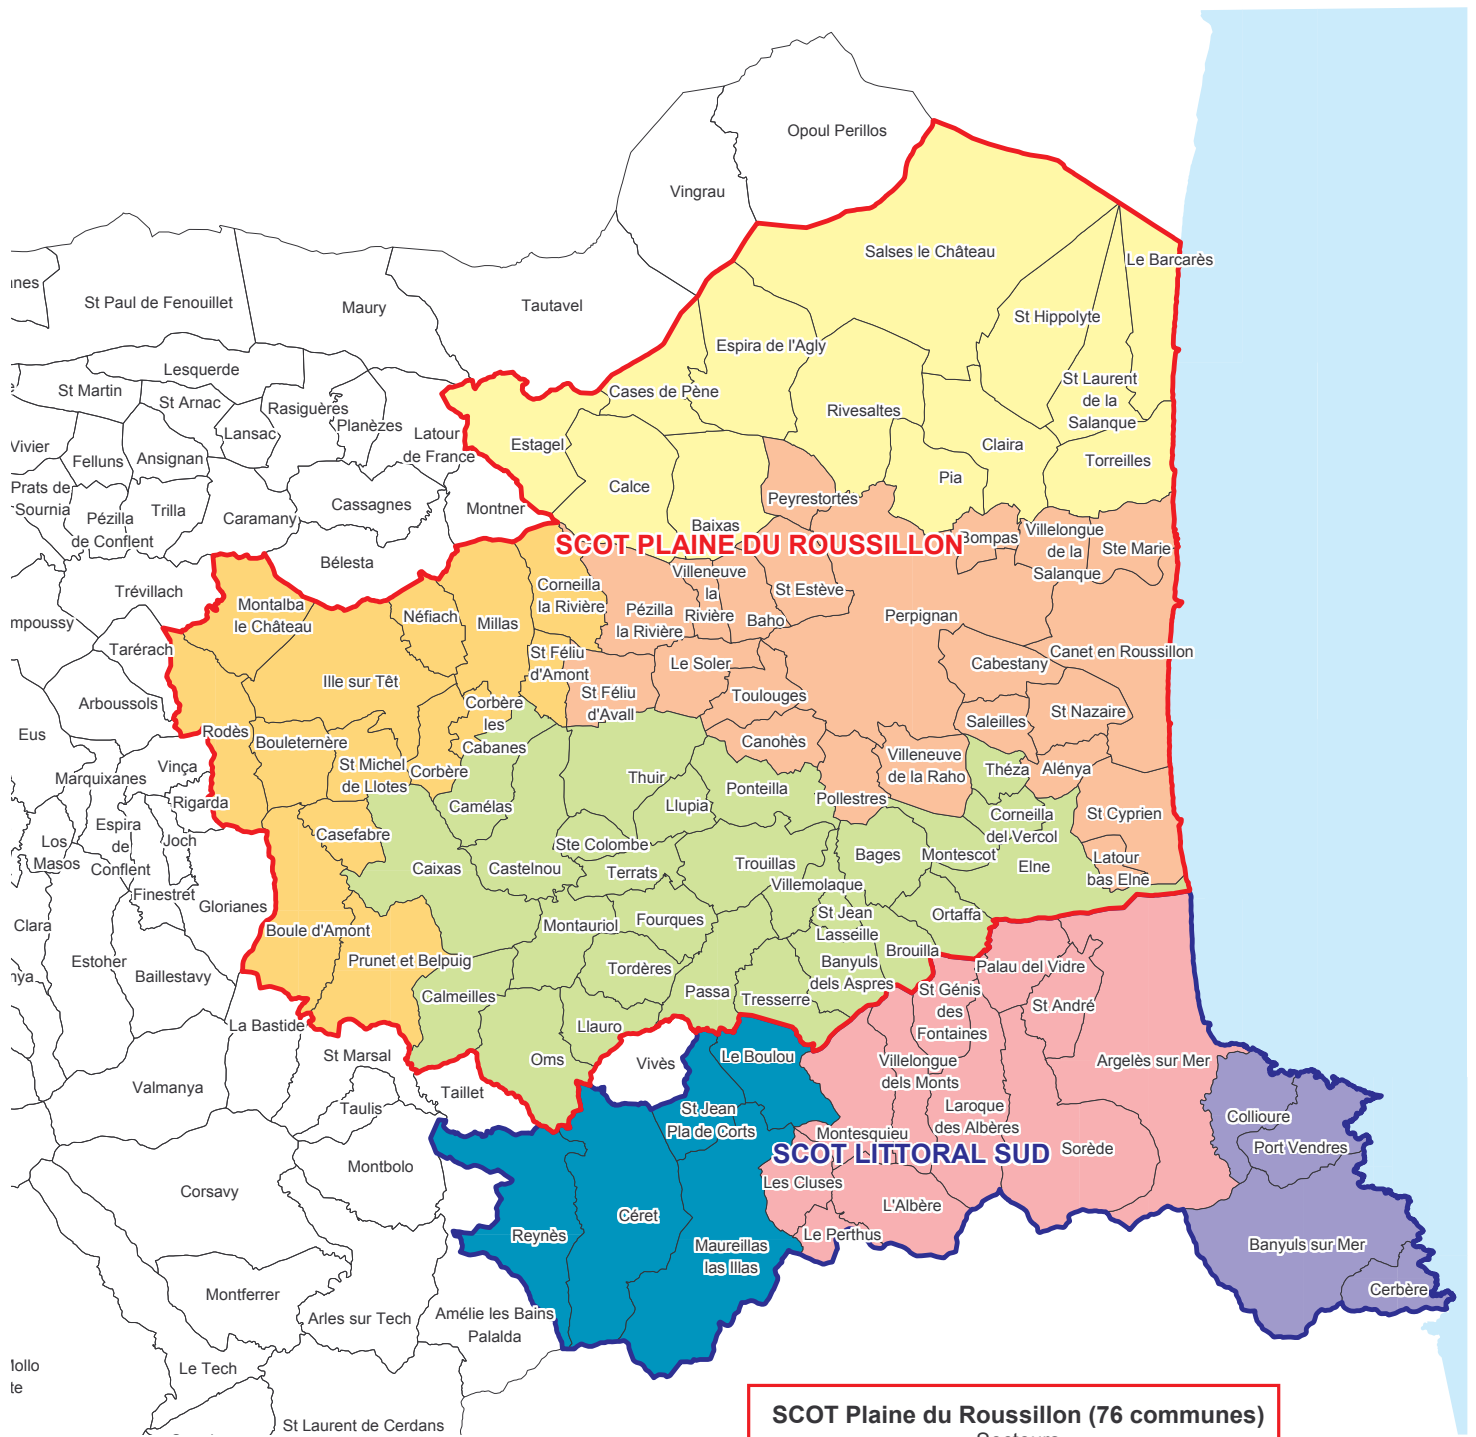 Opoul Perillos
Vingrau
Salses le Château
Le Barcarès
nnes
St Paul de Fenouillet
Maury
Tautavel
St Hippolyte
Espira de l'Agly
Lesquerde
St Martin
St Arnac
Rasiguères
Planèzes
Lansac
Cases de Pène
Rivesaltes
St Laurent
de la
Salanque
Vivier
Felluns
Ansignan
Latour
de France
Estagel
Claira
Torreilles
Prats de
Sournia
Pézilla
de Conflent
Trilla
Caramany
Cassagnes
Montner
Calce
Peyrestortes
Pia
Baixas
SCOT PLAINE DU ROUSSILLON
Bompas
Villelongue
de la
Salanque
Ste Marie
Trévillach
Bélesta
Montalba
le Château
Néfiach
Millas
Corneilla
la Rivière
Pézilla
la Rivière
Villeneuve
la
Rivière
Baho
St Estève
Perpignan
mpoussy
Tarérach
Arboussols
Ille sur Têt
St Féliu
d'Amont
St Féliu
d'Avall
Le Soler
Toulouges
Cabestany
Canet en Roussillon
Eus
Rodès
Bouleternère
Corbère
les
Cabanes
Canohès
Saleilles
St Nazaire
Marquixanes
Vinça
Rigarda
St Michel
de Llotes
Corbère
Camélas
Thuir
Llupia
Ponteilla
Pollestres
Villeneuve
de la Raho
Théza
Alénya
Los
Masos
Espira
de
Conflent
Joch
Finestret
Casefabre
Caixas
Castelnou
Ste Colombe
Terrats
Trouillas
Bages
Montescot
Corneilla
del Vercol
Elne
St Cyprien
Latour
bas Elne
Clara
Glorianes
Boule d'Amont
Montauriol
Fourques
Villemolaque
St Jean
Lasseille
Ortaffa
Brouilla
nya
Estoher
Baillestavy
Prunet et Belpuig
Calmeilles
Tordères
Passa
Tresserre
Banyuls
dels Aspres
Palau del Vidre
St Génis
des
Fontaines
St André
La Bastide
St Marsal
Llauro
Oms
Vivès
Le Boulou
Villelongue
dels Monts
Argelès sur Mer
Valmanya
Taulis
Taillet
St Jean
Pla de Corts
Laroque
des Albères
Collioure
Port Vendres
Montesquieu
SCOT LITTORAL SUD
Sorède
Corsavy
Montbolo
Les Cluses
L'Albère
Reynès
Céret
Maureillas
las Illas
Le Perthus
Banyuls sur Mer
Cerbère
Montferrer
Arles sur Tech
Amélie les Bains
Palalda
Le Tech
St Laurent de Cerdans
te
SCOT Plaine du Roussillon (76 communes)